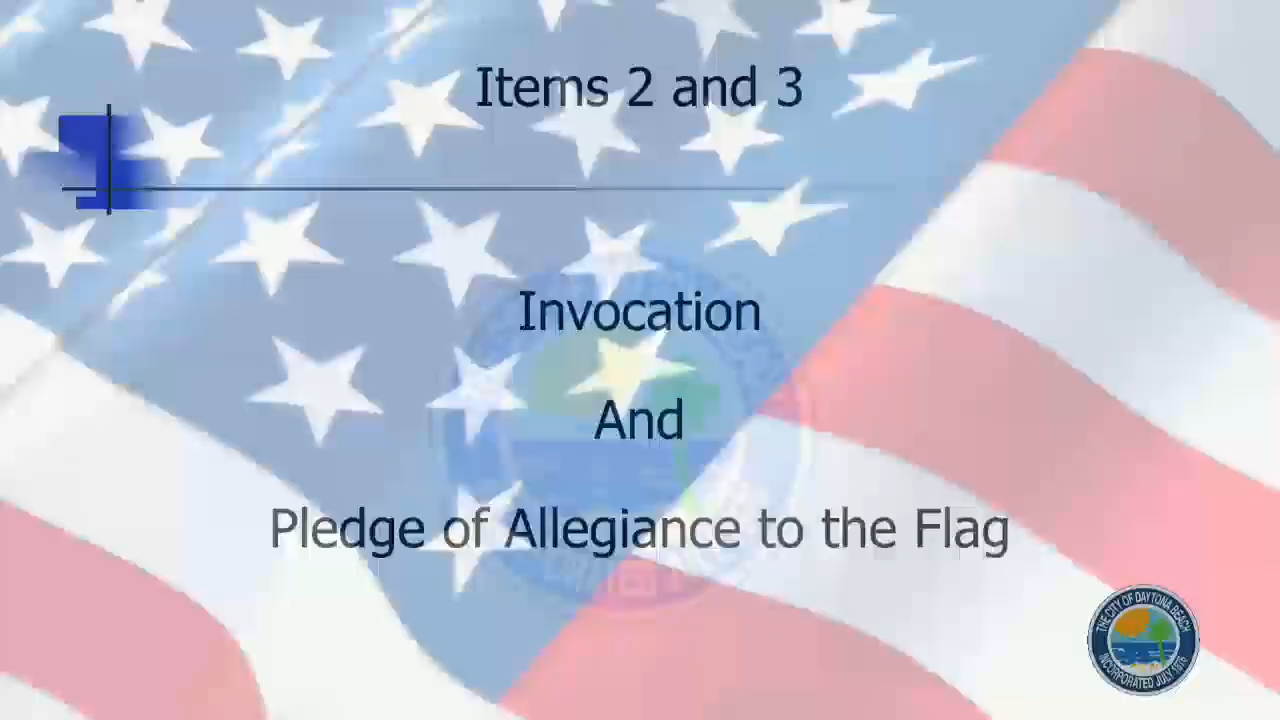 Items 2 and 3
Invocation
And
Pledge of Allegiance to the Flag
THE CITY OF DAYTONA BEACH
INCORPORATED JULY 1876